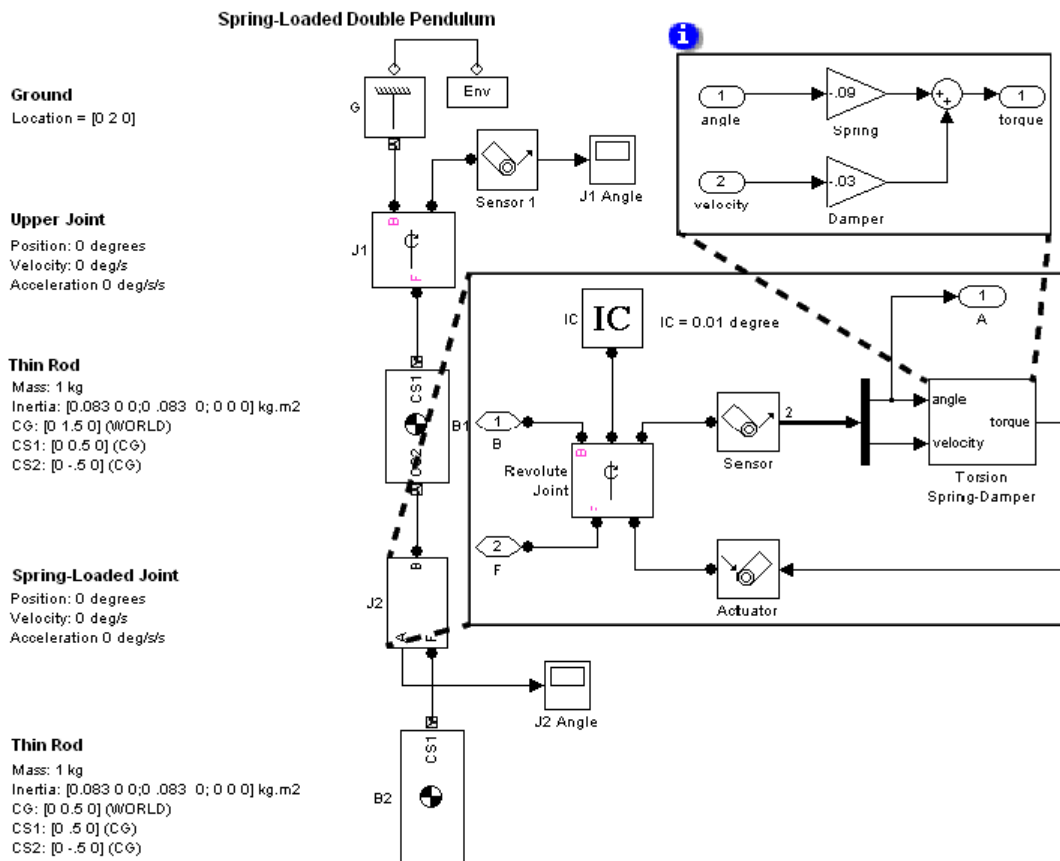 Spring-Loaded Double Pendulum
i
Ground
Location = [0 2 0]
G
Env
Sensor 1
J1 Angle
1
angle
-.09
Spring
+
+
1
torque
2
velocity
-.03
Damper
Upper Joint
Position: 0 degrees
Velocity: 0 deg/s
Acceleration 0 deg/s/s
J1
B
F
IC
IC
IC = 0.01 degree
1
A
Thin Rod
Mass: 1 kg
Inertia: [0.083 0 0;0 .083 0; 0 0 0] kg.m2
CG: [0 1.5 0] (WORLD)
CS1: [0 0.5 0] (CG)
CS2: [0 -.5 0] (CG)
CS1
CS2
B1
1
B
Revolute
Joint
B
F
2
F
Sensor
2
angle
velocity
torque
Torsion
Spring-Damper
Actuator
Spring-Loaded Joint
Position: 0 degrees
Velocity: 0 deg/s
Acceleration 0 deg/s/s
J2
B
A
F
J2 Angle
Thin Rod
Mass: 1 kg
Inertia: [0.083 0 0;0 .083 0; 0 0 0] kg.m2
CG: [0 0.5 0] (WORLD)
CS1: [0 .5 0] (CG)
CS2: [0 -.5 0] (CG)
B2
CS1